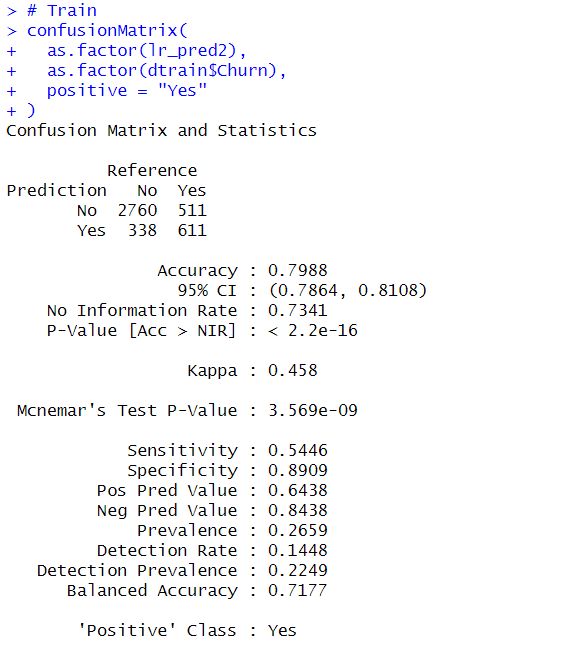 > # Train
> confusionMatrix(
+   as.factor(lr_pred2),
+   as.factor(dtrain$Churn),
+   positive = "Yes"
+ )
Confusion Matrix and Statistics

          Reference
Prediction   No  Yes
       No  2760  511
       Yes  338  611

               Accuracy : 0.7988
                 95% CI : (0.7864, 0.8108)
    No Information Rate : 0.7341
    P-Value [Acc > NIR] : < 2.2e-16

                  Kappa : 0.458

 Mcnemar's Test P-Value : 3.569e-09

            Sensitivity : 0.5446
            Specificity : 0.8909
         Pos Pred Value : 0.6438
         Neg Pred Value : 0.8438
             Prevalence : 0.2659
         Detection Rate : 0.1448
   Detection Prevalence : 0.2249
      Balanced Accuracy : 0.7177

       'Positive' Class : Yes